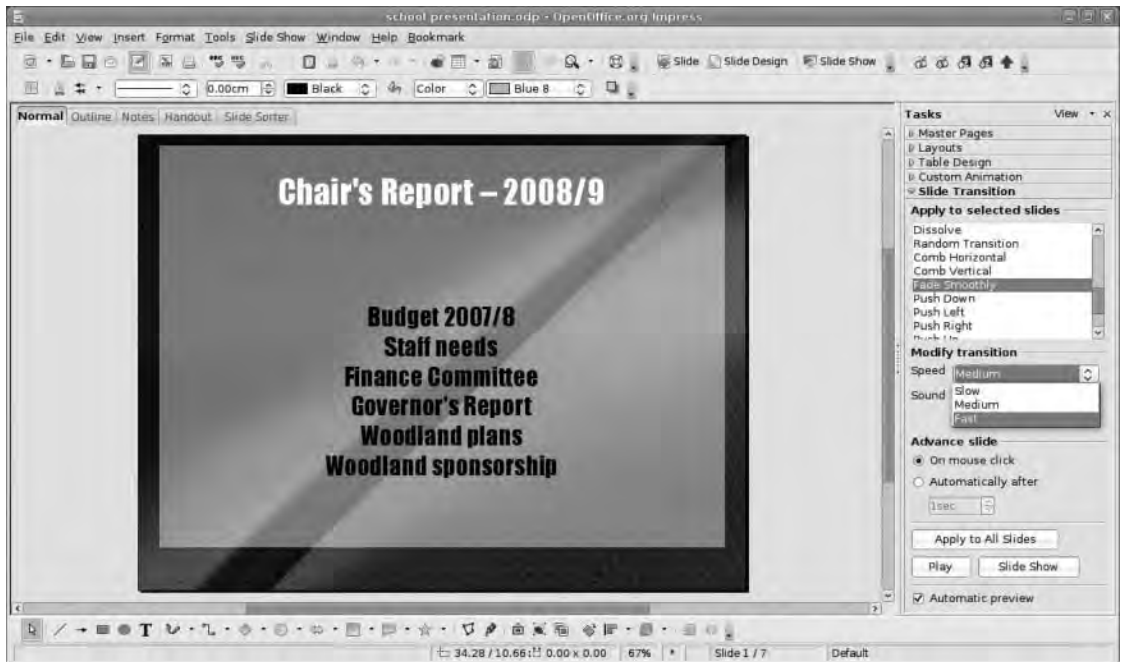 school presentation.odp - OpenOffice.org Impress
File Edit View Insert Format Tools Slide Show Window Help Bookmark
Slide Slide Design Slide Show
0.00cm Black Color Blue 8
Normal Outline Notes Handout Slide Sorter
Tasks View
Master Pages
Layouts
Table Design
Custom Animation
Slide Transition
Apply to selected slides
Dissolve
Random Transition
Comb Horizontal
Comb Vertical
Fade Smoothly
Push Down
Push Left
Push Right
Push Up
Modify transition
Speed Medium
Sound Slow
Medium
Fast
Advance slide
On mouse click
Automatically after
1sec
Apply to All Slides
Play Slide Show
Automatic preview
Chair's Report – 2008/9
Budget 2007/8
Staff needs
Finance Committee
Governor's Report
Woodland plans
Woodland sponsorship
T
34.28 / 10.66 0.00 x 0.00 67% * Slide 1 / 7 Default